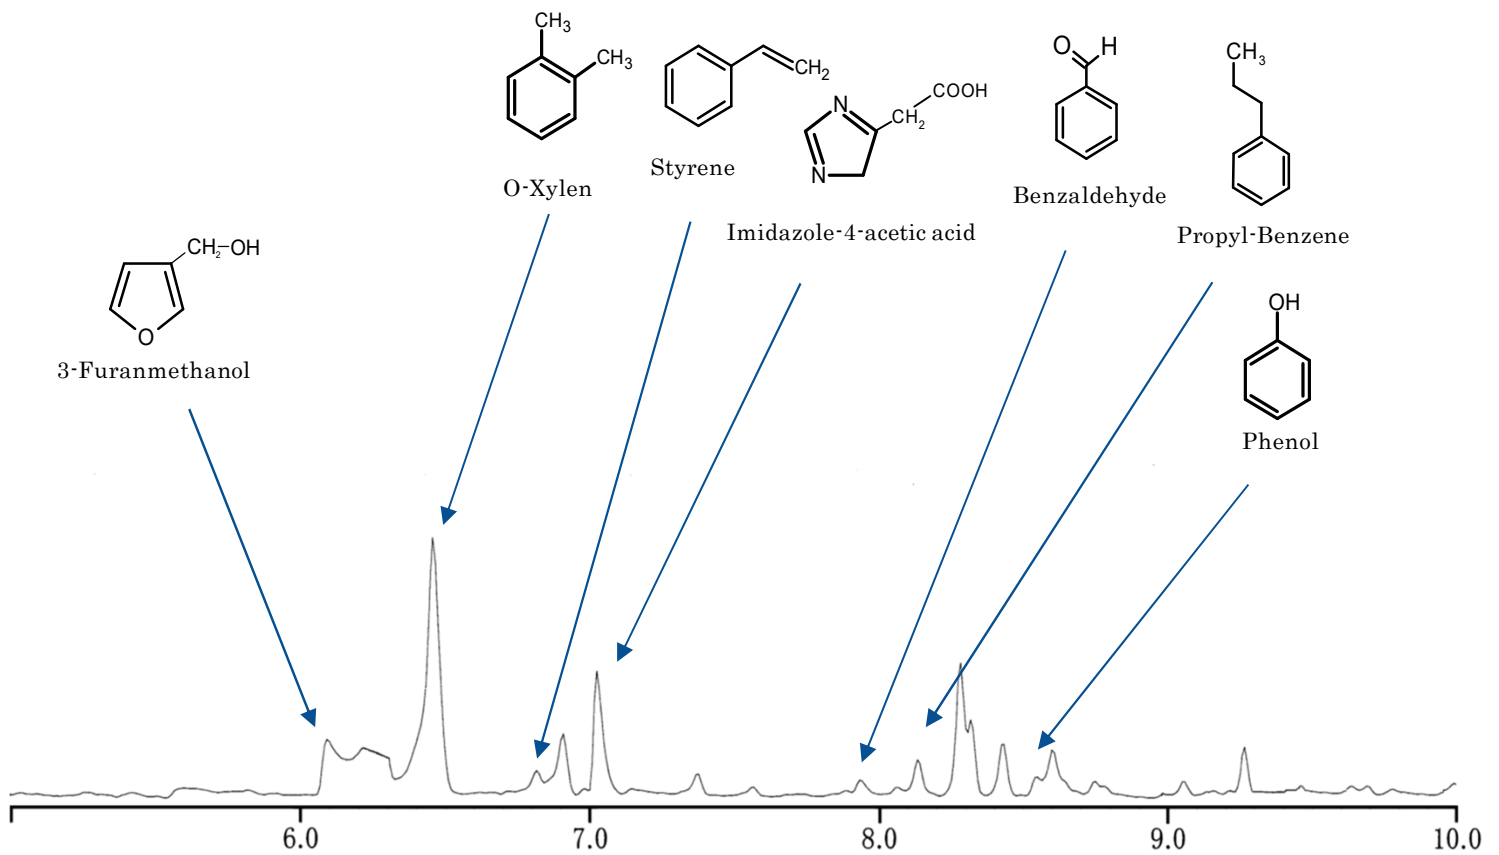 CH3
CH3
O-Xylen
CH2
Styrene
N
N
CH2
COOH
Imidazole-4-acetic acid
O
H
Benzaldehyde
CH3
Propyl-Benzene
CH2-OH
O
3-Furanmethanol
OH
Phenol
6.0
7.0
8.0
9.0
10.0